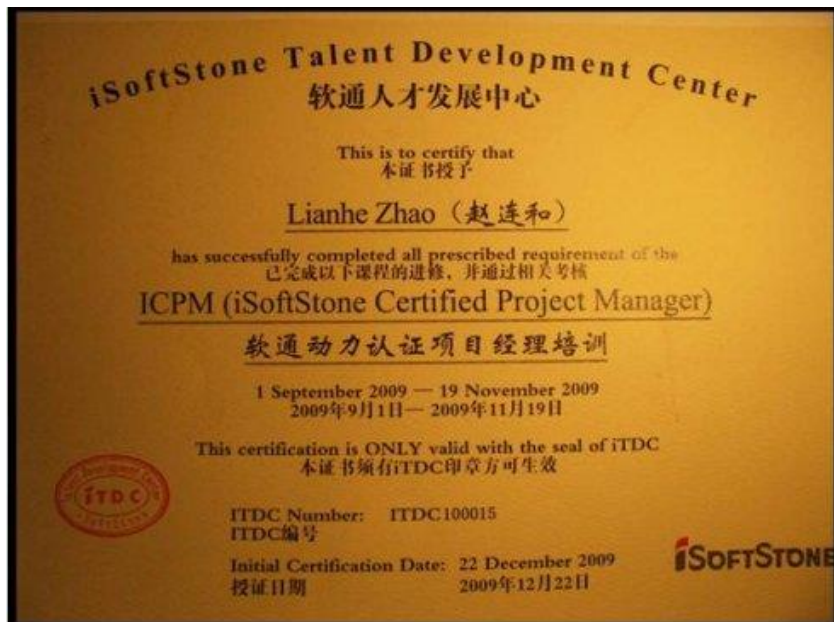 iSoftStone Talent Development Center
软通人才发展中心
This is to certify that
本证书授予
Lianhe Zhao（赵连和）
has successfully completed all prescribed requirement of the
已完成以下课程的进修，并通过相关考核
ICPM (iSoftStone Certified Project Manager)
软通动力认证项目经理培训
1 September 2009 — 19 November 2009
2009年9月1日— 2009年11月19日
This certification is ONLY valid with the seal of iTDC
本证书须有iTDC印章方可生效
iTDC
ITDC Number: ITDC100015
ITDC编号
Initial Certification Date: 22 December 2009
授证日期 2009年12月22日
iSOFTSTONE